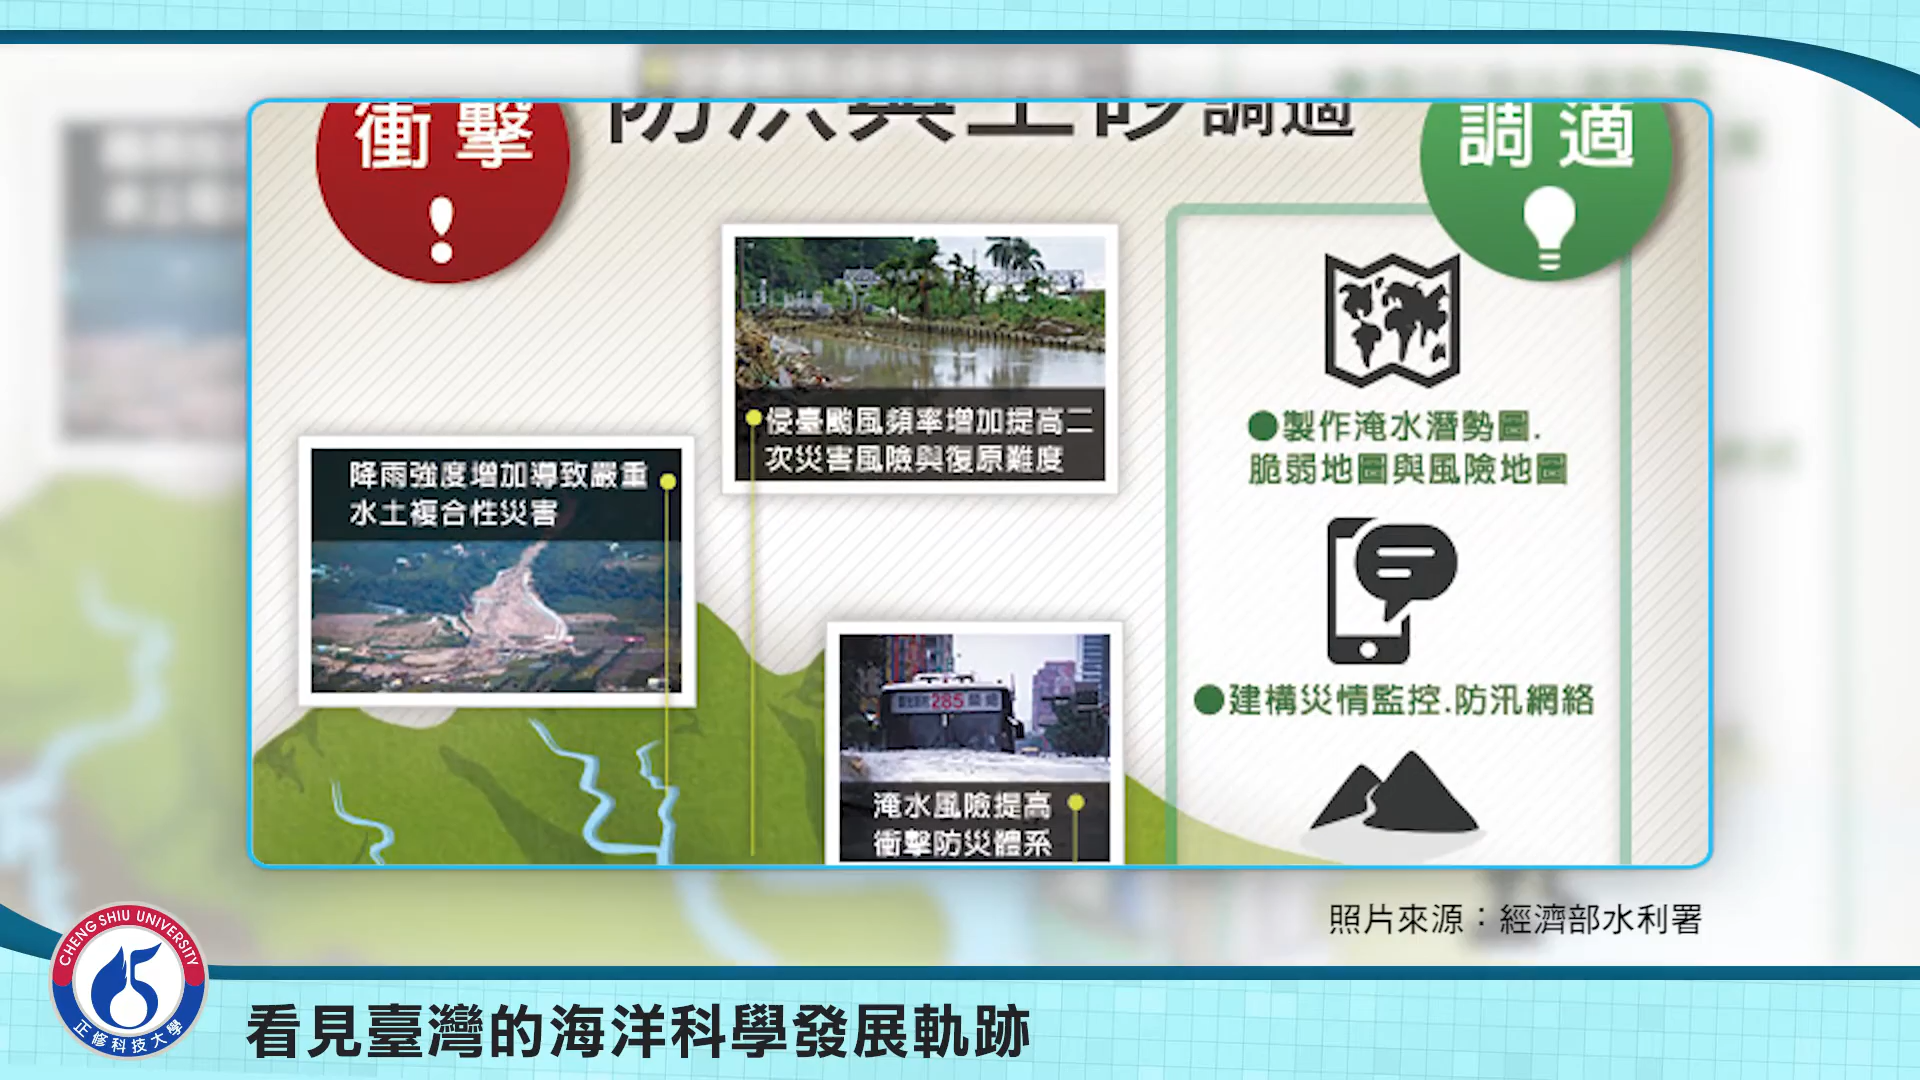 衝擊
防洪與土砂調適
調適
侵臺颱風頻率增加提高二
次災害風險與復原難度
降雨強度增加導致嚴重
水土複合性災害
285
淹水風險提高
衝擊防災體系
●製作淹水潛勢圖.
脆弱地圖與風險地圖
●建構災情監控.防汛網絡
照片來源：經濟部水利署
CHENG SHIU UNIVERSITY
正修科技大學
看見臺灣的海洋科學發展軌跡